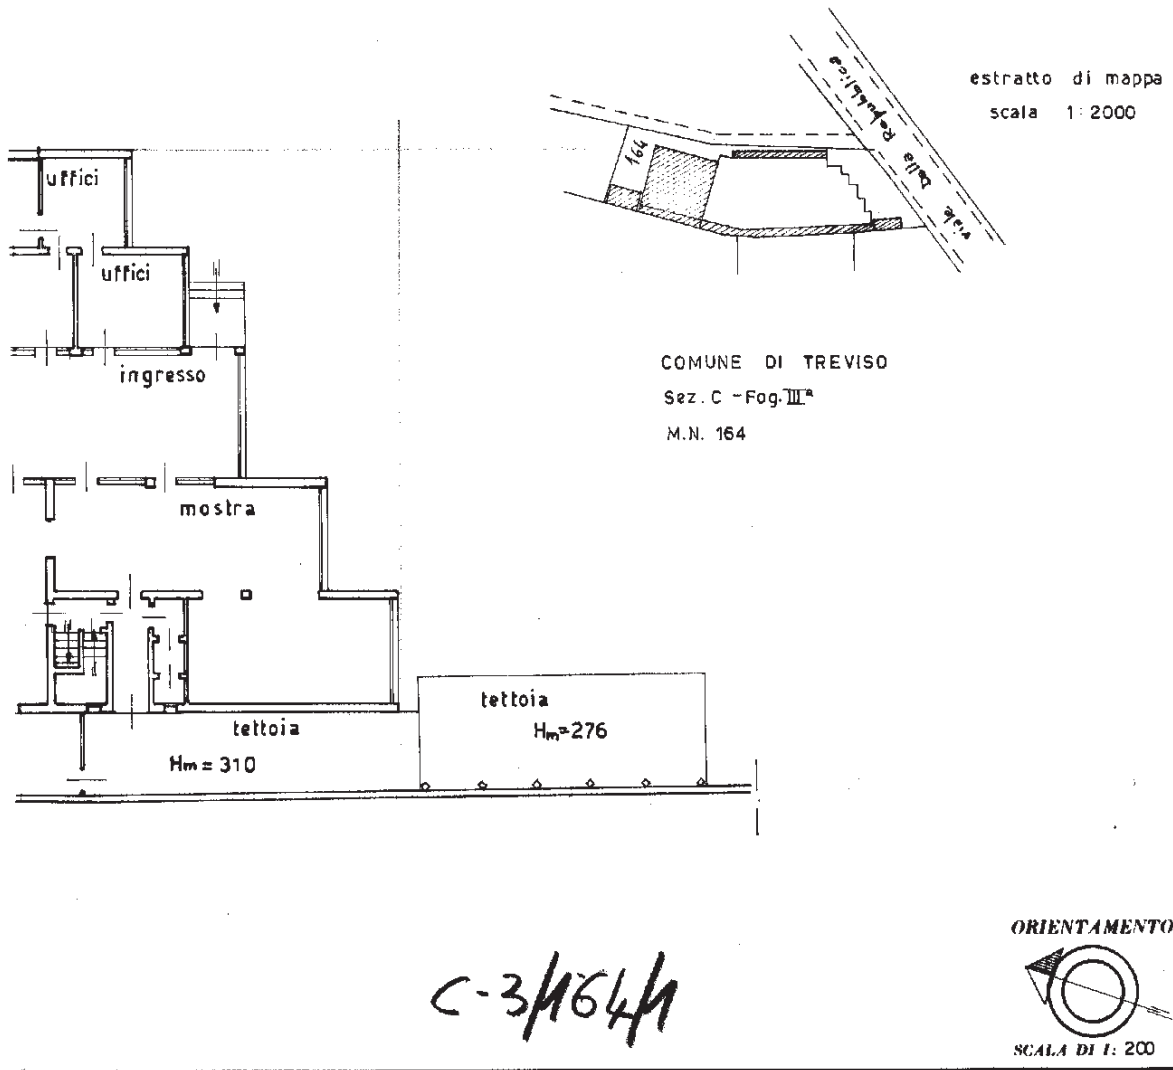 estratto di mappa
scala 1:2000
viale Della Repubblica
164
uffici
uffici
ingresso
COMUNE DI TREVISO
Sez. C - Fog. IIIª
M.N. 164
mostra
tettoia
Hm=276
tettoia
Hm=310
C-3/164/1
ORIENTAMENTO
SCALA DI 1: 200